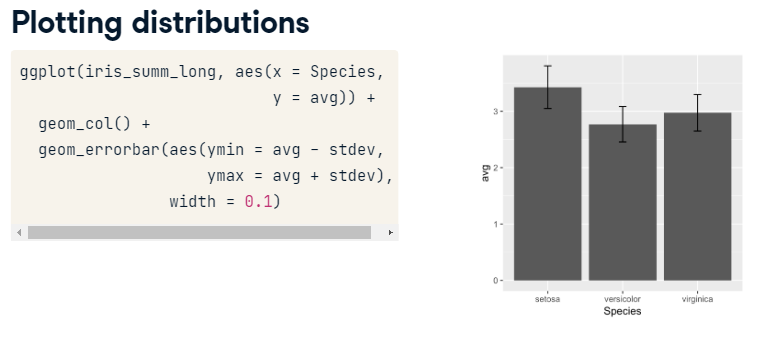 Plotting distributions
ggplot(iris_summ_long, aes(x = Species,
y = avg)) +
geom_col() +
geom_errorbar(aes(ymin = avg - stdev,
ymax = avg + stdev),
width = 0.1)
3
2
1
0
avg
setosa versicolor virginica
Species